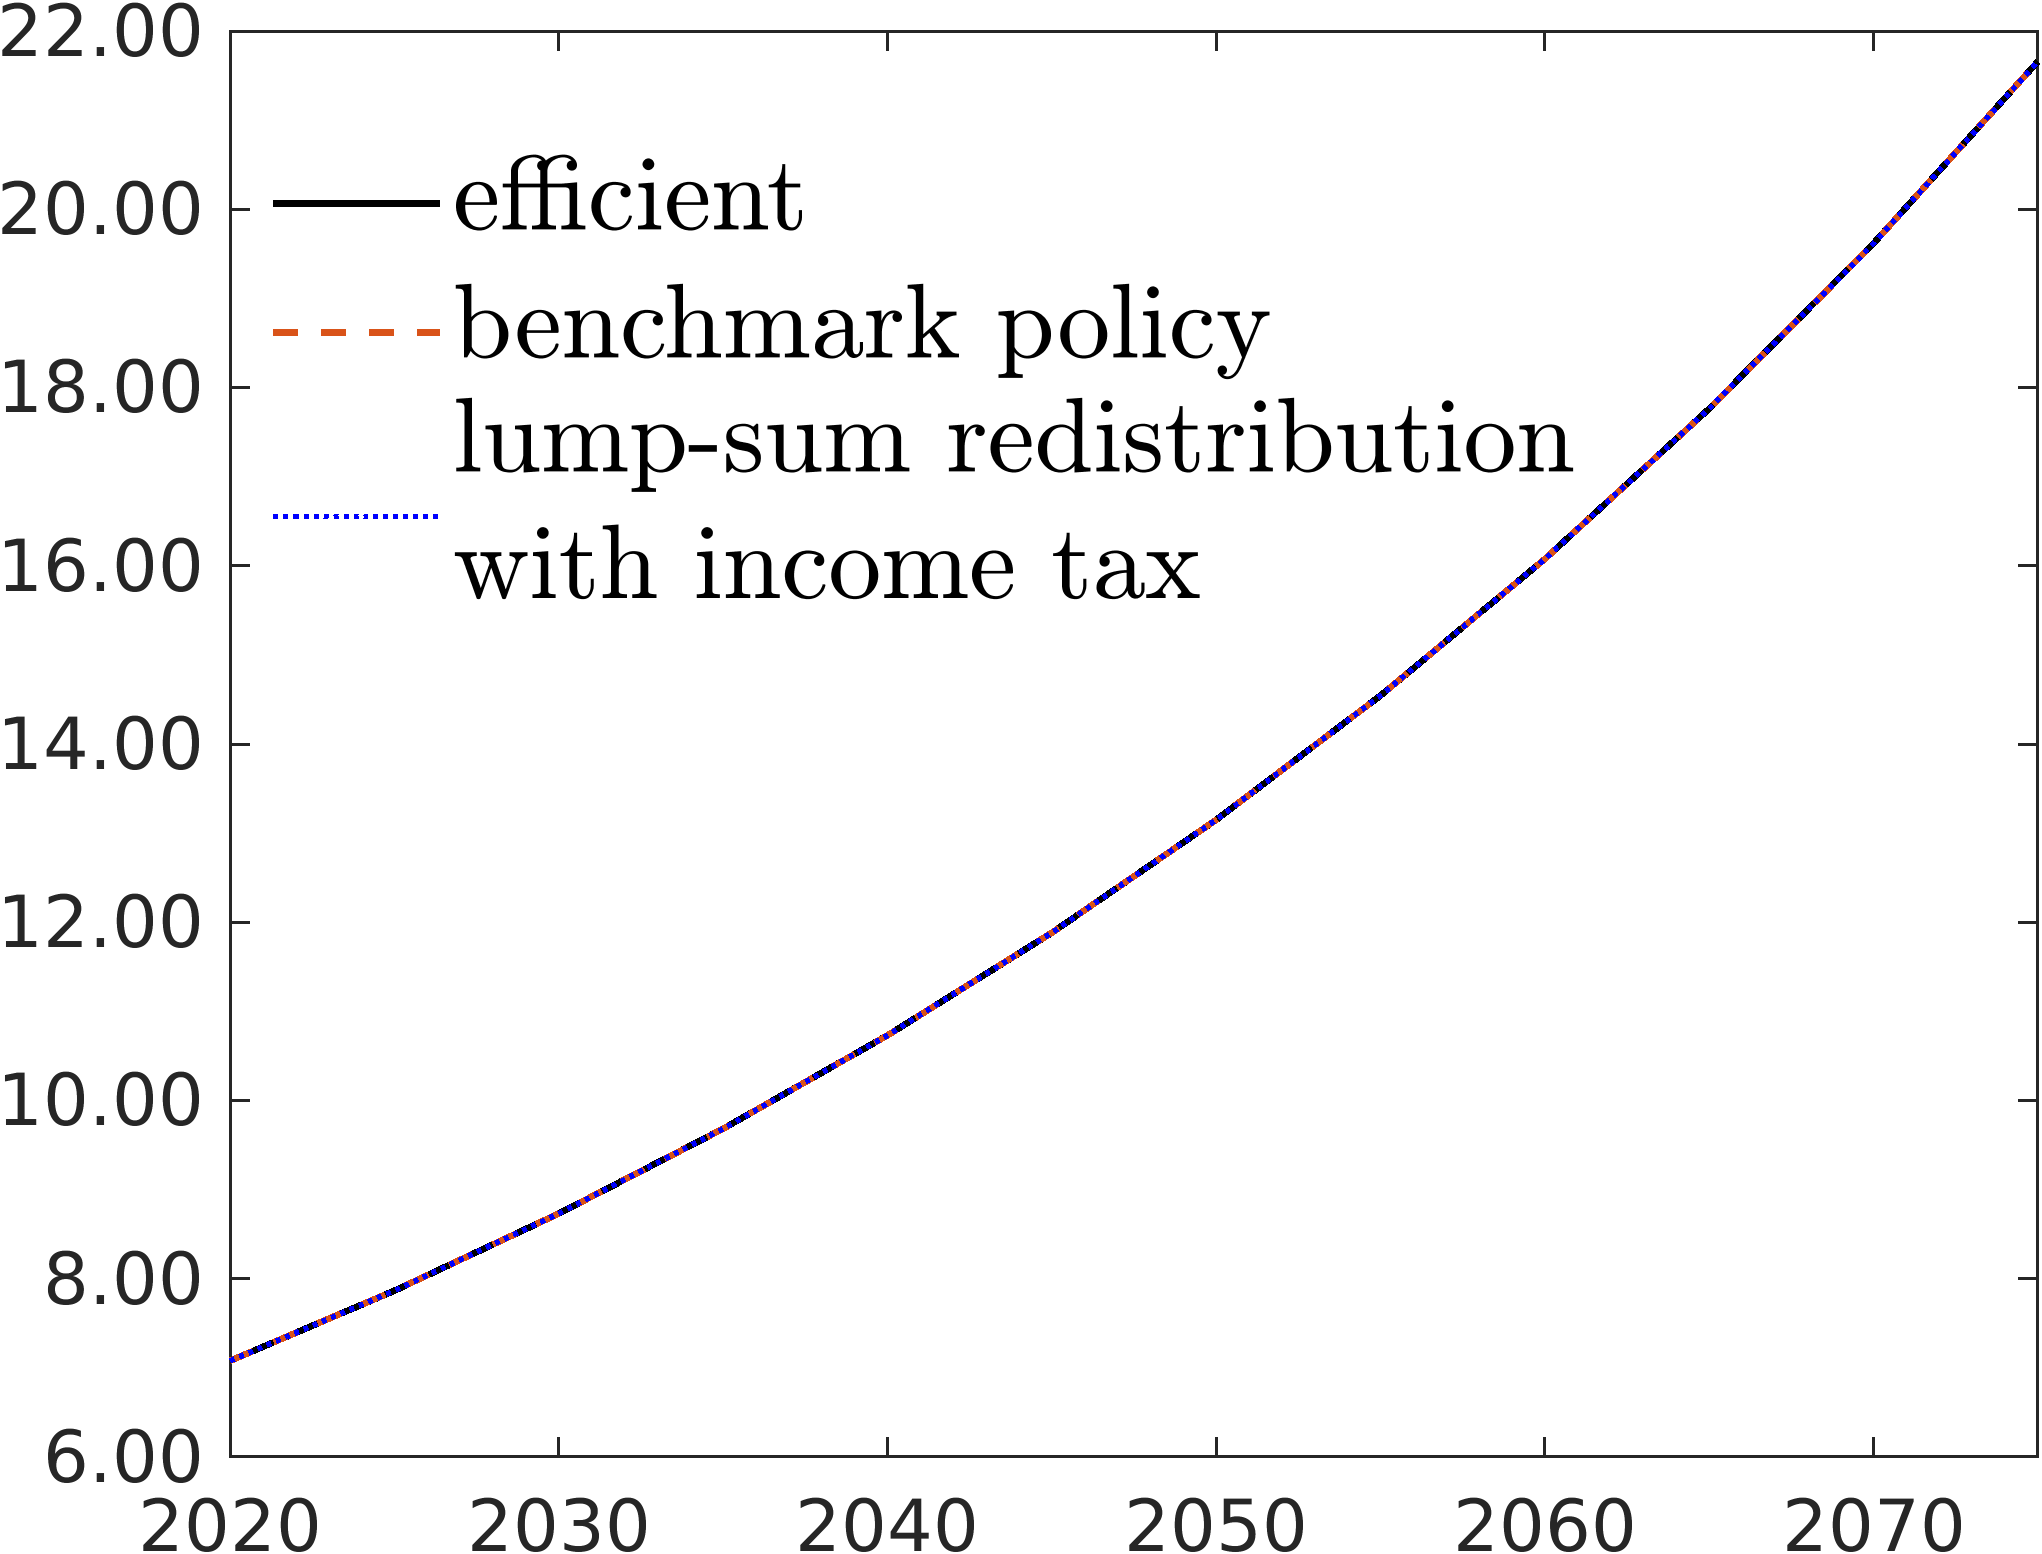 22.00
20.00
18.00
16.00
14.00
12.00
10.00
8.00
6.00
efficient
benchmark policy
lump-sum redistribution
with income tax
2020 2030 2040 2050 2060 2070